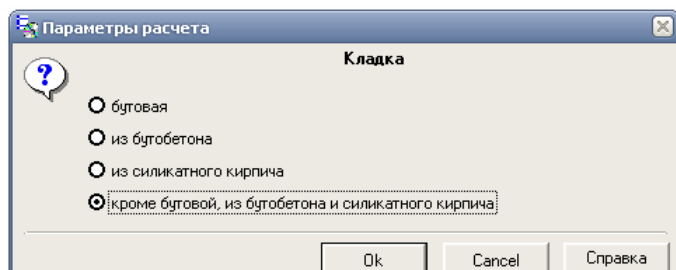 Параметры расчета
Кладка
бутовая
из бутобетона
из силикатного кирпича
кроме бутовой, из бутобетона и силикатного кирпича
Ok Cancel Справка